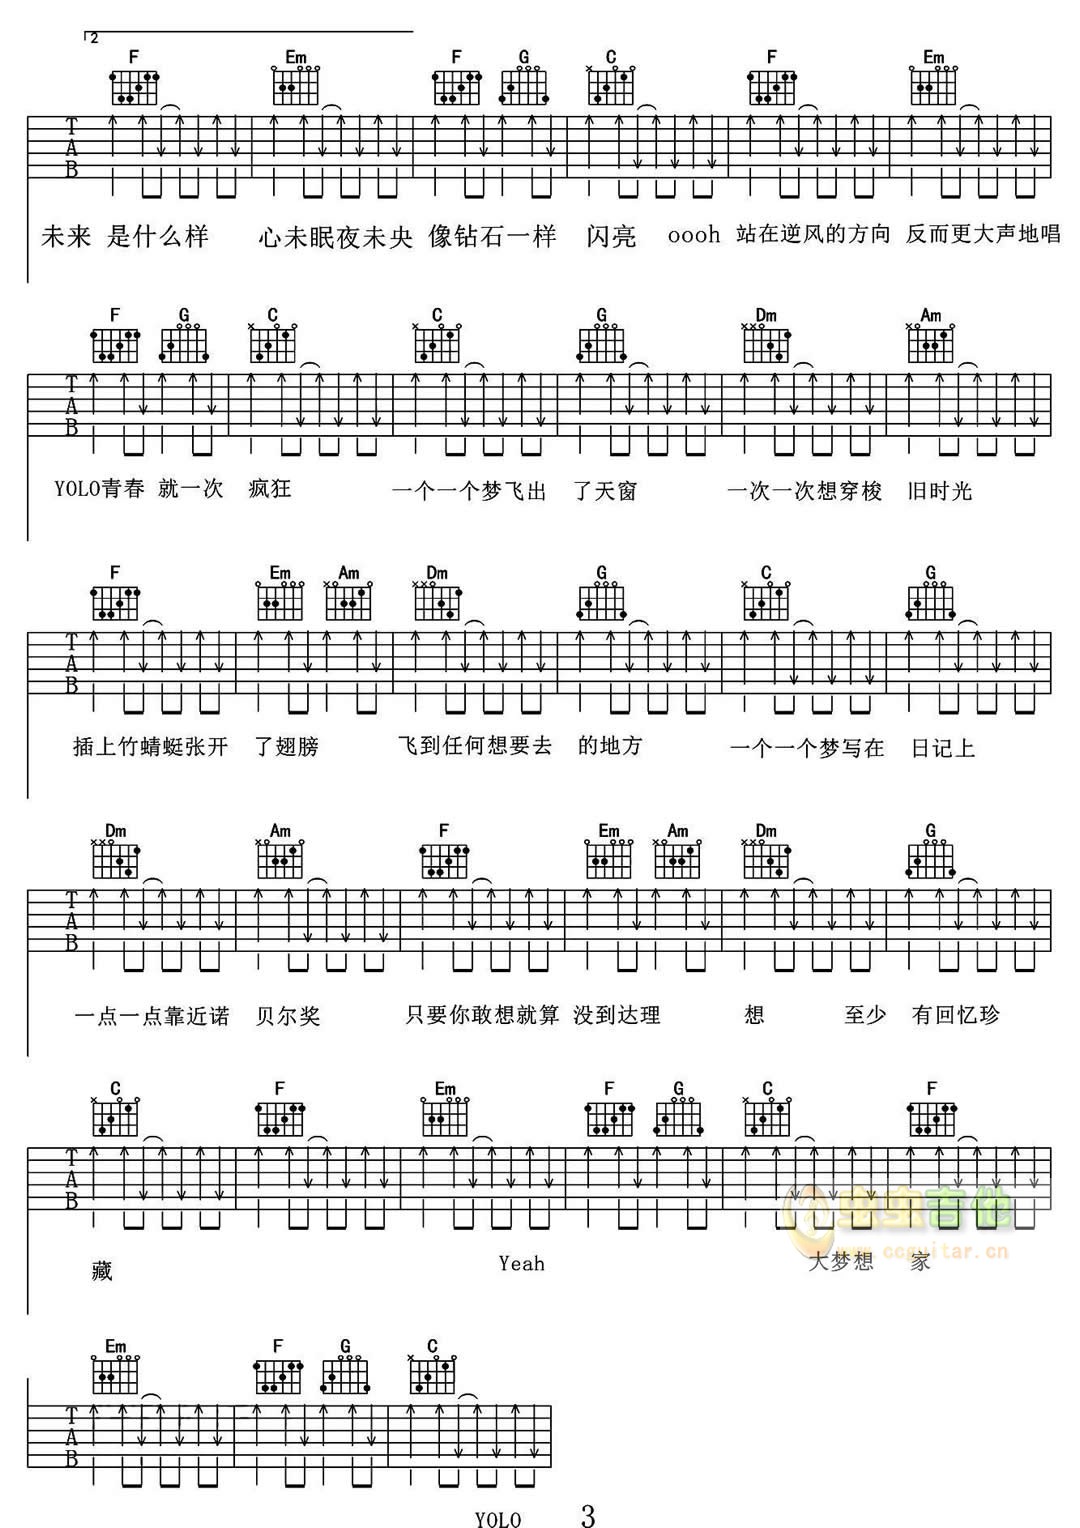 2
F Em F G C F Em
T
A
B
未来 是什么样 心未眠夜未央 像钻石一样 闪亮 oooh 站在逆风的方向 反而更大声地唱
F G C C G Dm Am
T
A
B
YOLO青春 就一次 疯狂 一个一个梦飞出 了天窗 一次一次想穿梭 旧时光
F Em Am Dm G C G
T
A
B
插上竹蜻蜓张开 了翅膀 飞到任何想要去 的地方 一个一个梦写在 日记上
Dm Am F Em Am Dm G
T
A
B
一点一点靠近诺 贝尔奖 只要你敢想就算 没到达理 想 至少 有回忆珍
C F Em F G C F
T
A
B
虫虫吉他
www.ccguitar.cn
藏 Yeah 大梦想 家
Em F G C
T
A
B
YOLO 3